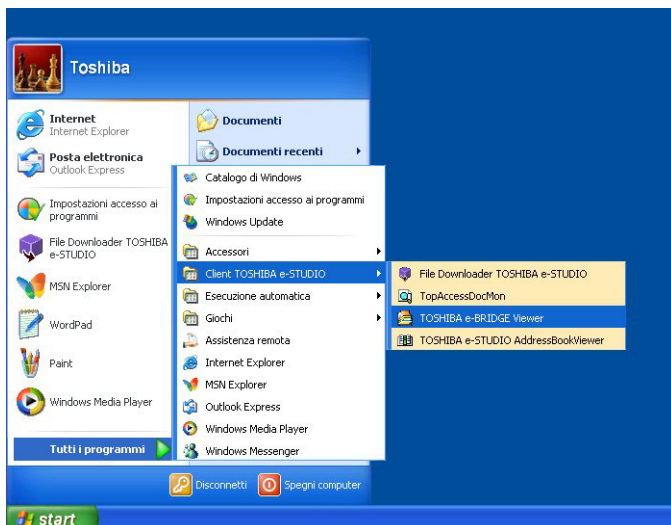 Toshiba
Internet
Internet Explorer
Posta elettronica
Outlook Express
Impostazioni accesso ai
programmi
File Downloader TOSHIBA
e-STUDIO
MSN Explorer
WordPad
Paint
Windows Media Player
Tutti i programmi
Documenti
Documenti recenti
Catalogo di Windows
Impostazioni accesso ai programmi
Windows Update
Accessori
Client TOSHIBA e-STUDIO
Esecuzione automatica
Giochi
Assistenza remota
Internet Explorer
MSN Explorer
Outlook Express
Windows Media Player
Windows Messenger
File Downloader TOSHIBA e-STUDIO
TopAccessDocMon
TOSHIBA e-BRIDGE Viewer
TOSHIBA e-STUDIO AddressBookViewer
Disconnetti
Spegni computer
start